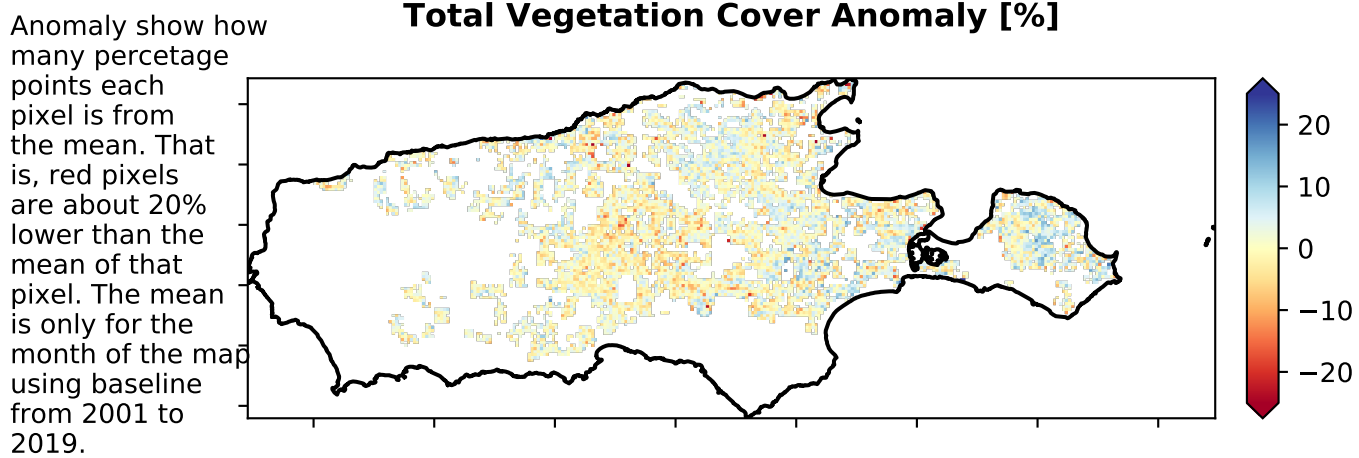 Total Vegetation Cover Anomaly [%]
Anomaly show how
many percetage
points each
pixel is from
the mean. That
is, red pixels
are about 20%
lower than the
mean of that
pixel. The mean
is only for the
month of the map
using baseline
from 2001 to
2019.
20
10
0
−10
−20